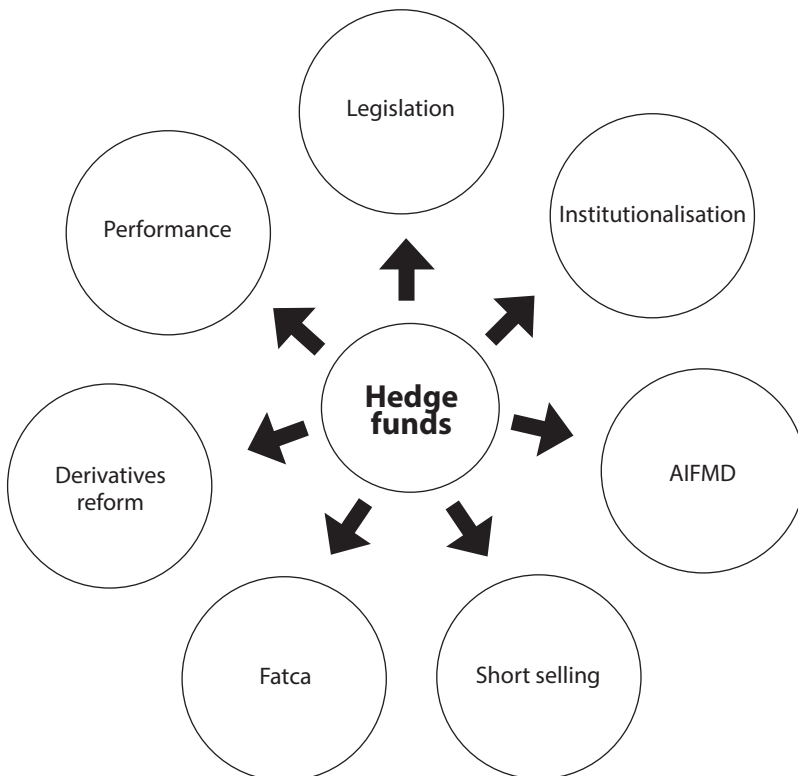 Legislation
Institutionalisation
Performance
Hedge
funds
AIFMD
Derivatives
reform
Short selling
Fatca